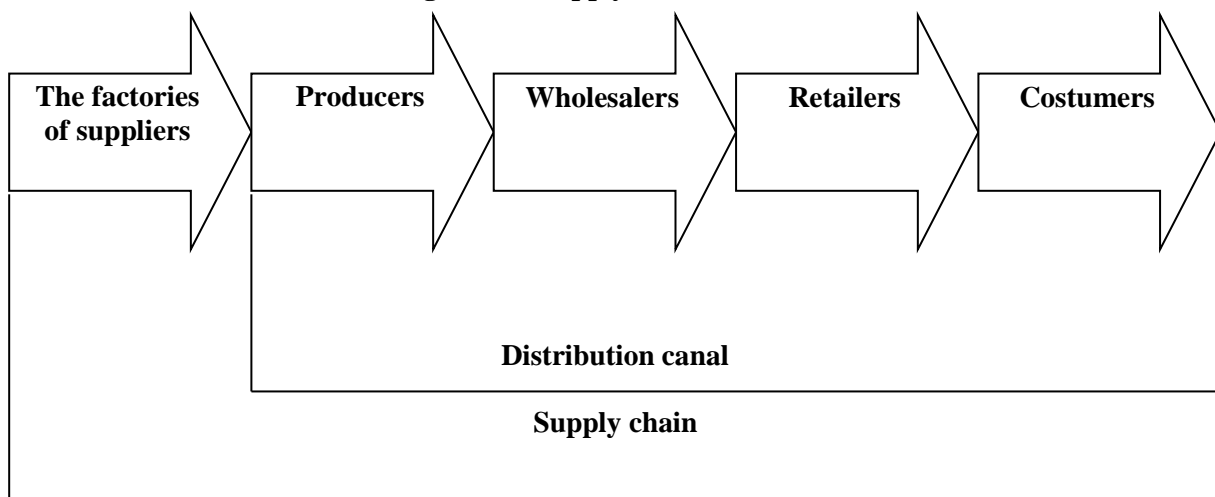 The factories
of suppliers
Producers
Wholesalers
Retailers
Costumers
Distribution canal
Supply chain